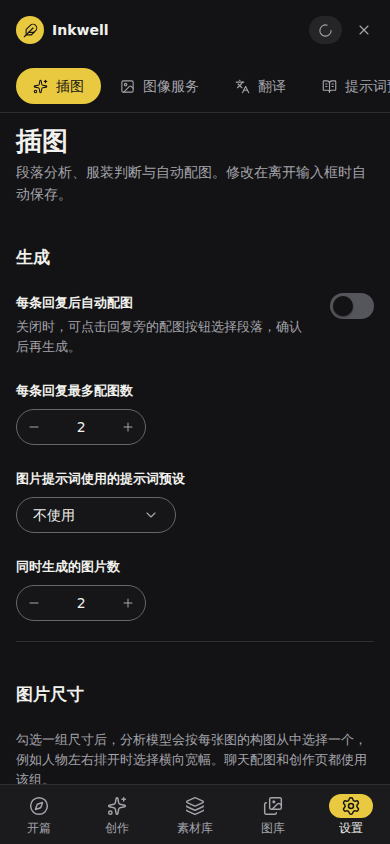 Inkwell
插图
图像服务
翻译
提示词预
插图
段落分析、服装判断与自动配图。修改在离开输入框时自
动保存。
生成
每条回复后自动配图
关闭时，可点击回复旁的配图按钮选择段落，确认
后再生成。
每条回复最多配图数
2
图片提示词使用的提示词预设
不使用
同时生成的图片数
2
图片尺寸
勾选一组尺寸后，分析模型会按每张图的构图从中选择一个，
例如人物左右排开时选择横向宽幅。聊天配图和创作页都使用
该组。
开篇
创作
素材库
图库
设置